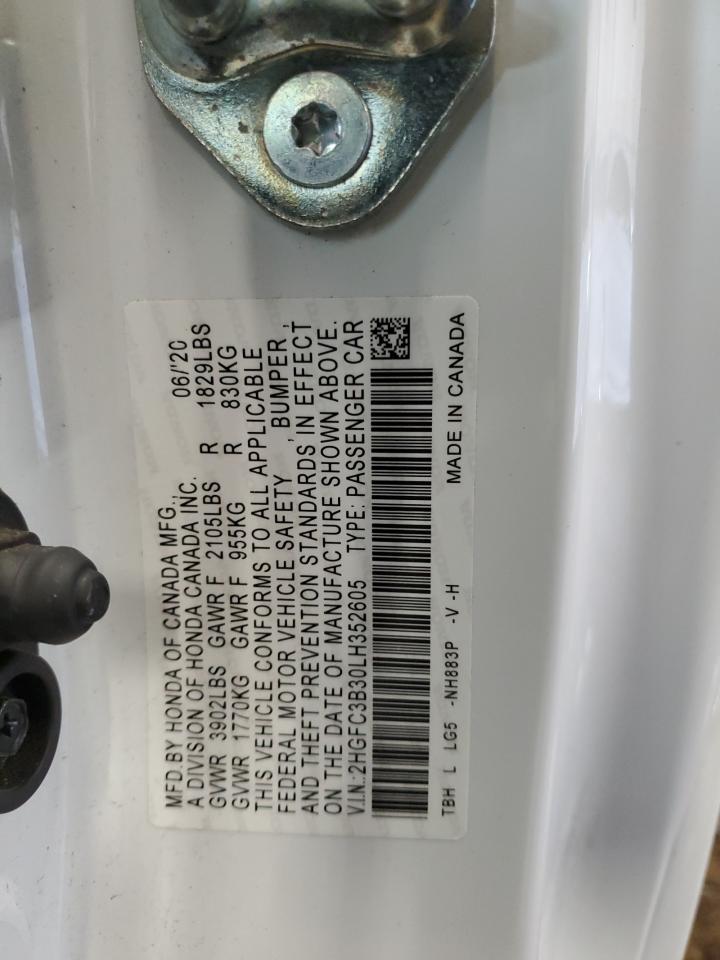 MFD.BY HONDA OF CANADA MFG., 06/'20
A DIVISION OF HONDA CANADA INC.
GVWR 3902LBS GAWR F 2105LBS R 1829LBS
GVWR 1770KG GAWR F 955KG R 830KG
THIS VEHICLE CONFORMS TO ALL APPLICABLE
FEDERAL MOTOR VEHICLE SAFETY , BUMPER ,
AND THEFT PREVENTION STANDARDS, IN EFFECT
ON THE DATE OF MANUFACTURE SHOWN ABOVE.
V.I.N.:2HGFC3B30LH352605 TYPE: PASSENGER CAR
TBH L LG5 -NH883P -V -H MADE IN CANADA